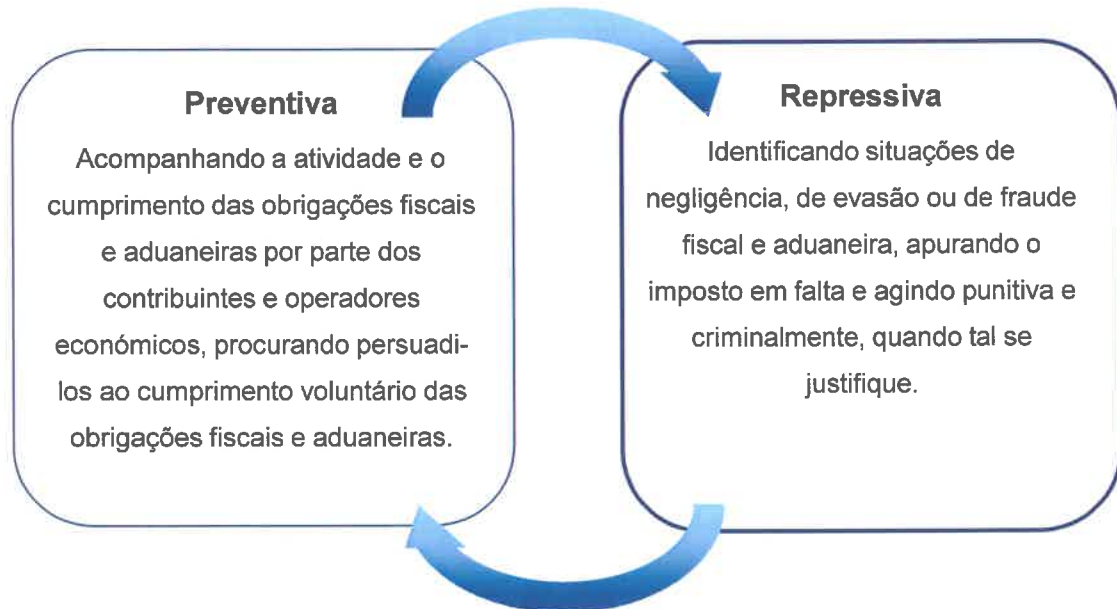 Preventiva
Acompanhando a atividade e o
cumprimento das obrigações fiscais
e aduaneiras por parte dos
contribuintes e operadores
económicos, procurando persuadi-
los ao cumprimento voluntário das
obrigações fiscais e aduaneiras.
Repressiva
Identificando situações de
negligência, de evasão ou de fraude
fiscal e aduaneira, apurando o
imposto em falta e agindo punitiva e
criminalmente, quando tal se
justifique.